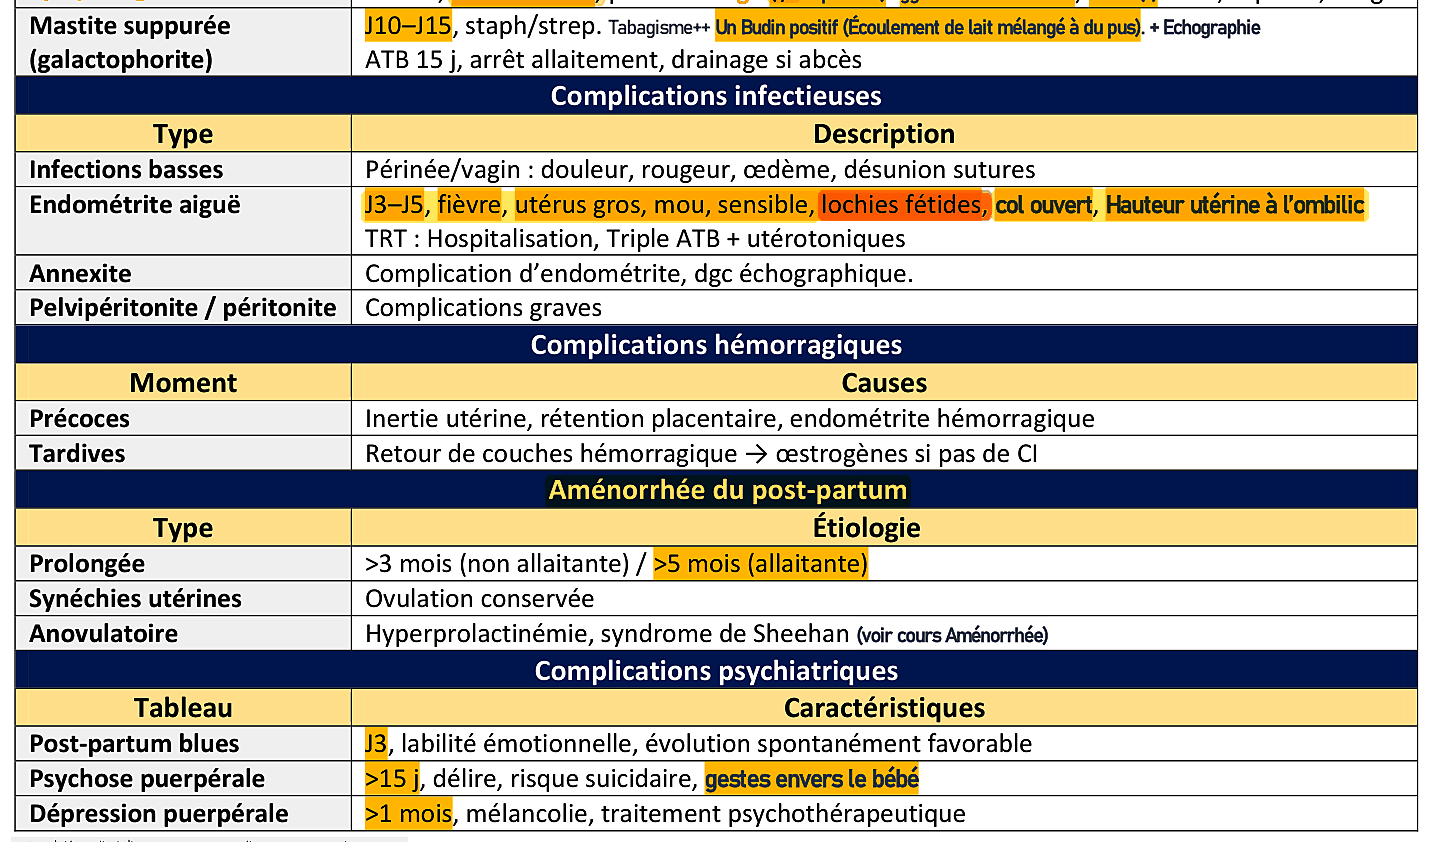 Mastite suppurée J10–J15, staph/strep. Tabagisme++ Un Budin positif (Écoulement de lait mélangé à du pus). + Echographie
(galactophorite) ATB 15 j, arrêt allaitement, drainage si abcès
Complications infectieuses
Type Description
Infections basses Périnée/vagin : douleur, rougeur, œdème, désunion sutures
Endométrite aiguë J3–J5, fièvre, utérus gros, mou, sensible, lochies fétides, col ouvert, Hauteur utérine à l'ombilic
TRT : Hospitalisation, Triple ATB + utérotoniques
Annexite Complication d'endométrite, dgc échographique.
Pelvipéritonite / péritonite Complications graves
Complications hémorragiques
Moment Causes
Précoces Inertie utérine, rétention placentaire, endométrite hémorragique
Tardives Retour de couches hémorragique → œstrogènes si pas de CI
Aménorrhée du post-partum
Type Étiologie
Prolongée >3 mois (non allaitante) / >5 mois (allaitante)
Synéchies utérines Ovulation conservée
Anovulatoire Hyperprolactinémie, syndrome de Sheehan (voir cours Aménorrhée)
Complications psychiatriques
Tableau Caractéristiques
Post-partum blues J3, labilité émotionnelle, évolution spontanément favorable
Psychose puerpérale >15 j, délire, risque suicidaire, gestes envers le bébé
Dépression puerpérale >1 mois, mélancolie, traitement psychothérapeutique